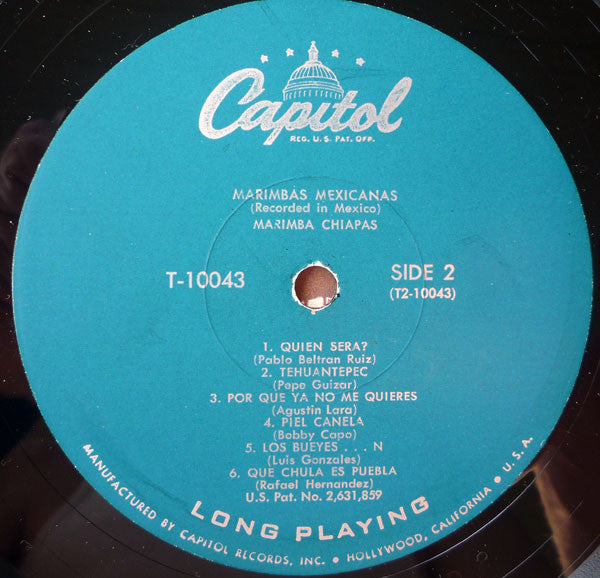 Capitol
REG. U. S. PAT. OFF.
MARIMBAS MEXICANAS
(Recorded in Mexico)
MARIMBA CHIAPAS
T-10043
SIDE 2
(T2-10043)
1. QUIEN SERA?
(Pablo Beltran Ruiz)
2. TEHUANTEPEC
(Pepe Guizar)
3. POR QUE YA NO ME QUIERES
(Agustin Lara)
4. PIEL CANELA
(Bobby Capo)
5. LOS BUEYES . . . N
(Luis Gonzales)
6. QUE CHULA ES PUEBLA
(Rafael Hernandez)
U.S. Pat. No. 2,631,859
LONG PLAYING
MANUFACTURED BY CAPITOL RECORDS, INC. • HOLLYWOOD, CALIFORNIA • U.S.A.